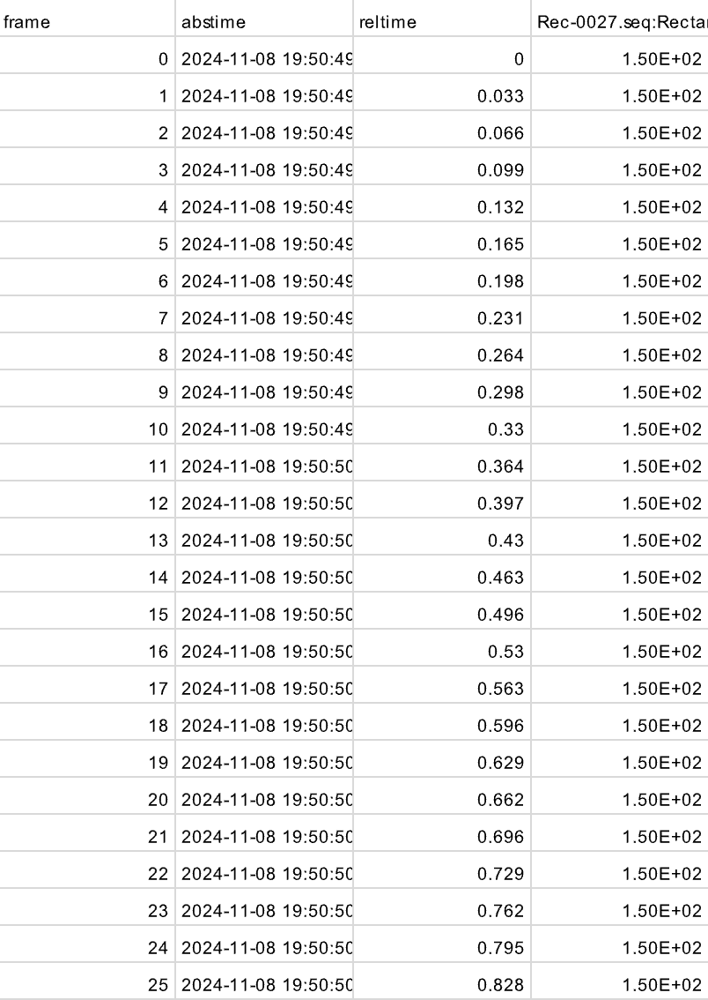 frame abstime reltime Rec-0027.seq:Rectar
0 2024-11-08 19:50:49 0 1.50E+02
1 2024-11-08 19:50:49 0.033 1.50E+02
2 2024-11-08 19:50:49 0.066 1.50E+02
3 2024-11-08 19:50:49 0.099 1.50E+02
4 2024-11-08 19:50:49 0.132 1.50E+02
5 2024-11-08 19:50:49 0.165 1.50E+02
6 2024-11-08 19:50:49 0.198 1.50E+02
7 2024-11-08 19:50:49 0.231 1.50E+02
8 2024-11-08 19:50:49 0.264 1.50E+02
9 2024-11-08 19:50:49 0.298 1.50E+02
10 2024-11-08 19:50:49 0.33 1.50E+02
11 2024-11-08 19:50:50 0.364 1.50E+02
12 2024-11-08 19:50:50 0.397 1.50E+02
13 2024-11-08 19:50:50 0.43 1.50E+02
14 2024-11-08 19:50:50 0.463 1.50E+02
15 2024-11-08 19:50:50 0.496 1.50E+02
16 2024-11-08 19:50:50 0.53 1.50E+02
17 2024-11-08 19:50:50 0.563 1.50E+02
18 2024-11-08 19:50:50 0.596 1.50E+02
19 2024-11-08 19:50:50 0.629 1.50E+02
20 2024-11-08 19:50:50 0.662 1.50E+02
21 2024-11-08 19:50:50 0.696 1.50E+02
22 2024-11-08 19:50:50 0.729 1.50E+02
23 2024-11-08 19:50:50 0.762 1.50E+02
24 2024-11-08 19:50:50 0.795 1.50E+02
25 2024-11-08 19:50:50 0.828 1.50E+02